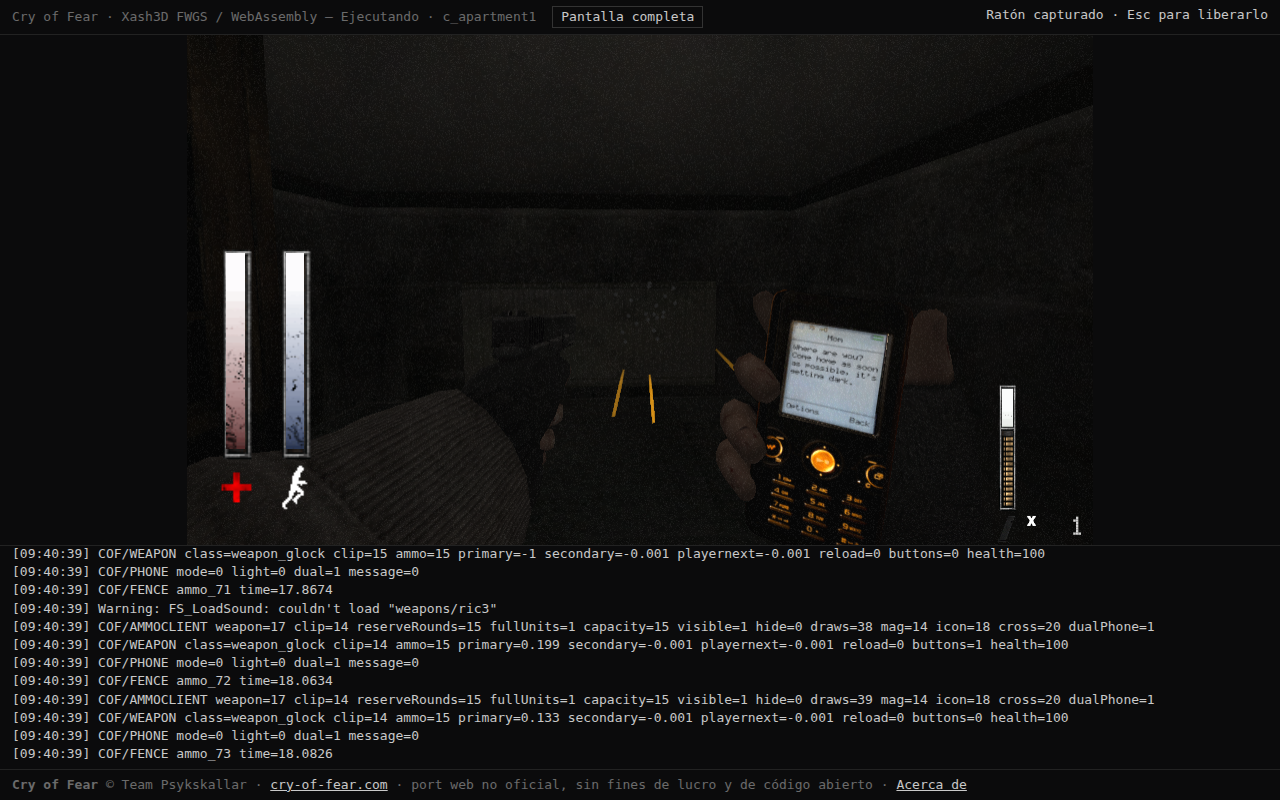 Cry of Fear · Xash3D FWGS / WebAssembly — Ejecutando · c_apartment1
Pantalla completa
Ratón capturado · Esc para liberarlo
Mon
Where are you?
Come home as soon
as possible, it's
getting dark.
Options
Back
x
1
[09:40:39] COF/WEAPON class=weapon_glock clip=15 ammo=15 primary=-1 secondary=-0.001 playernext=-0.001 reload=0 buttons=0 health=100
[09:40:39] COF/PHONE mode=0 light=0 dual=1 message=0
[09:40:39] COF/FENCE ammo_71 time=17.8674
[09:40:39] Warning: FS_LoadSound: couldn't load "weapons/ric3"
[09:40:39] COF/AMMOCLIENT weapon=17 clip=14 reserveRounds=15 fullUnits=1 capacity=15 visible=1 hide=0 draws=38 mag=14 icon=18 cross=20 dualPhone=1
[09:40:39] COF/WEAPON class=weapon_glock clip=14 ammo=15 primary=0.199 secondary=-0.001 playernext=-0.001 reload=0 buttons=1 health=100
[09:40:39] COF/PHONE mode=0 light=0 dual=1 message=0
[09:40:39] COF/FENCE ammo_72 time=18.0634
[09:40:39] COF/AMMOCLIENT weapon=17 clip=14 reserveRounds=15 fullUnits=1 capacity=15 visible=1 hide=0 draws=39 mag=14 icon=18 cross=20 dualPhone=1
[09:40:39] COF/WEAPON class=weapon_glock clip=14 ammo=15 primary=0.133 secondary=-0.001 playernext=-0.001 reload=0 buttons=0 health=100
[09:40:39] COF/PHONE mode=0 light=0 dual=1 message=0
[09:40:39] COF/FENCE ammo_73 time=18.0826
Cry of Fear © Team Psykskallar · cry-of-fear.com · port web no oficial, sin fines de lucro y de código abierto · Acerca de